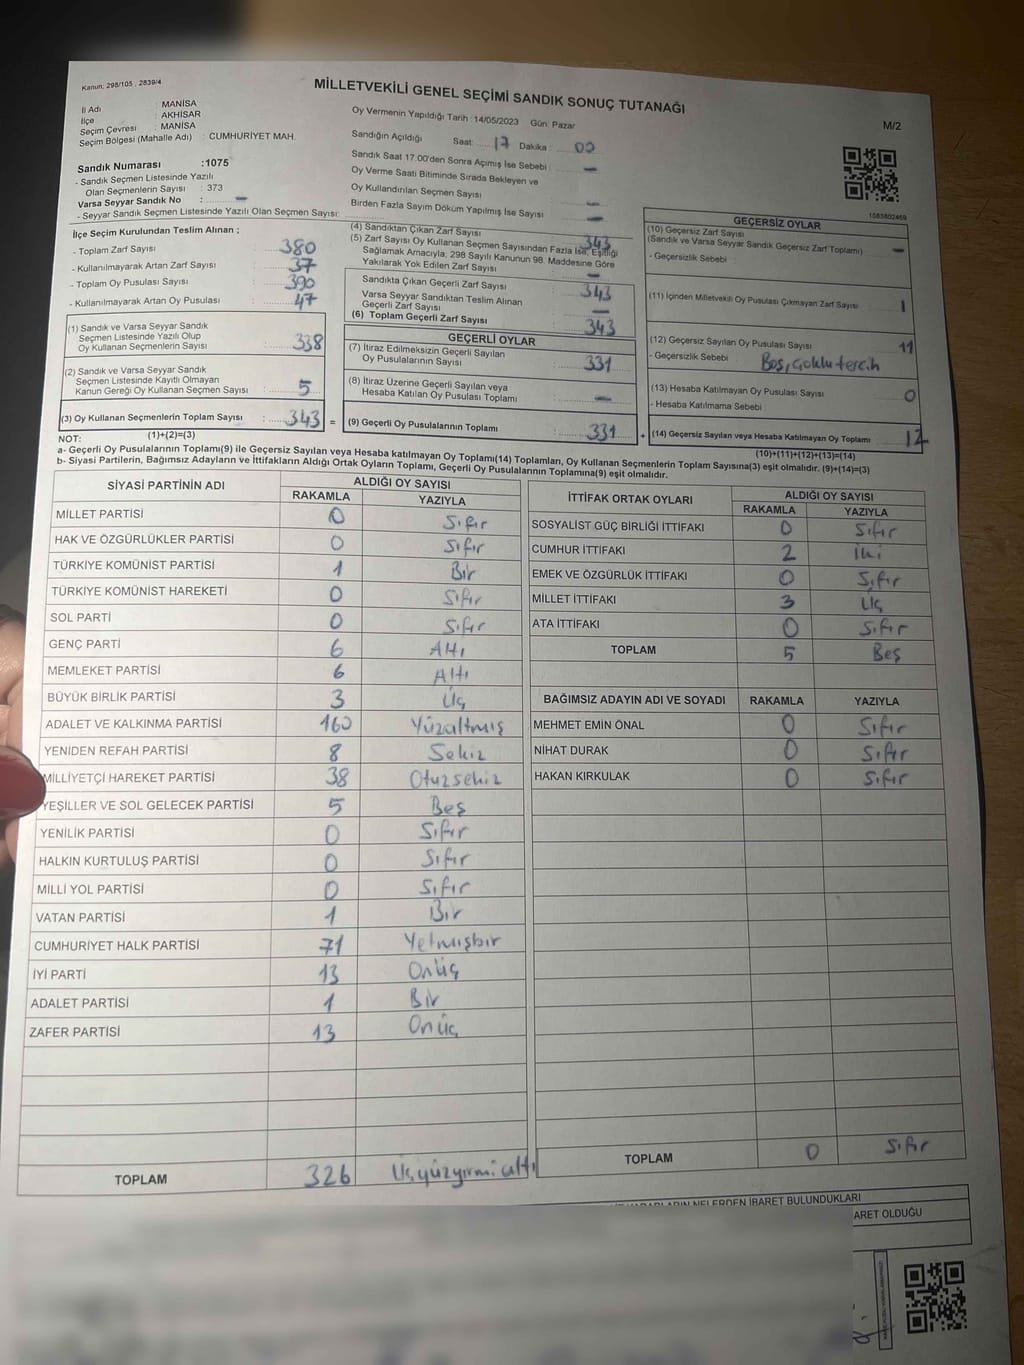 Kanun; 298/105 , 2839/4
MİLLETVEKİLİ GENEL SEÇİMİ SANDIK SONUÇ TUTANAĞI
M/2
İl Adı : MANİSA
İlçe : AKHİSAR
Seçim Çevresi : MANİSA
Seçim Bölgesi (Mahalle Adı) : CUMHURİYET MAH.
Sandık Numarası :1075
- Sandık Seçmen Listesinde Yazılı
Olan Seçmenlerin Sayısı : 373
Varsa Seyyar Sandık No : -
- Seyyar Sandık Seçmen Listesinde Yazılı Olan Seçmen Sayısı:
Oy Vermenin Yapıldığı Tarih : 14/05/2023 Gün: Pazar
Sandığın Açıldığı Saat: 17 Dakika : 00
Sandık Saat 17.00'den Sonra Açımış İse Sebebi : -
Oy Verme Saati Bitiminde Sırada Bekleyen ve
Oy Kullandırılan Seçmen Sayısı : -
Birden Fazla Sayım Döküm Yapılmış İse Sayısı : -
1083802469
İlçe Seçim Kurulundan Teslim Alınan ;
- Toplam Zarf Sayısı : 380
- Kullanılmayarak Artan Zarf Sayısı : 37
- Toplam Oy Pusulası Sayısı : 390
- Kullanılmayarak Artan Oy Pusulası : 47
(1) Sandık ve Varsa Seyyar Sandık
Seçmen Listesinde Yazılı Olup
Oy Kullanan Seçmenlerin Sayısı : 338
(2) Sandık ve Varsa Seyyar Sandık
Seçmen Listesinde Kayıtlı Olmayan
Kanun Gereği Oy Kullanan Seçmen Sayısı : 5
(3) Oy Kullanan Seçmenlerin Toplam Sayısı : 343 =
(4) Sandıktan Çıkan Zarf Sayısı : 343
(5) Zarf Sayısı Oy Kullanan Seçmen Sayısından Fazla İse, Eşitliği
Sağlamak Amacıyla, 298 Sayılı Kanunun 98. Maddesine Göre
Yakılarak Yok Edilen Zarf Sayısı : -
Sandıkta Çıkan Geçerli Zarf Sayısı : 343
Varsa Seyyar Sandıktan Teslim Alınan
Geçerli Zarf Sayısı : -
(6) Toplam Geçerli Zarf Sayısı : 343
GEÇERLİ OYLAR
(7) İtiraz Edilmeksizin Geçerli Sayılan
Oy Pusulalarının Sayısı : 331
(8) İtiraz Üzerine Geçerli Sayılan veya
Hesaba Katılan Oy Pusulası Toplamı : -
(9) Geçerli Oy Pusulalarının Toplamı : 331 +
GEÇERSİZ OYLAR
(10) Geçersiz Zarf Sayısı
(Sandık ve Varsa Seyyar Sandık Geçersiz Zarf Toplamı) : -
- Geçersizlik Sebebi :
(11) İçinden Milletvekili Oy Pusulası Çıkmayan Zarf Sayısı : 1
(12) Geçersiz Sayılan Oy Pusulası Sayısı : 11
- Geçersizlik Sebebi : Boş, çoklu tercih
(13) Hesaba Katılmayan Oy Pusulası Sayısı : 0
- Hesaba Katılmama Sebebi :
(14) Geçersiz Sayılan veya Hesaba Katılmayan Oy Toplamı : 12
NOT: (1)+(2)=(3)
(10)+(11)+(12)+(13)=(14)
a- Geçerli Oy Pusulasının Toplamı(9) ile Geçersiz Sayılan veya Hesaba katılmayan Oy Toplamı(14) Toplamları, Oy Kullanan Seçmenlerin Toplam Sayısına(3) eşit olmalıdır. (9)+(14)=(3)
b- Siyasi Partilerin, Bağımsız Adayların ve İttifakların Aldığı Ortak Oyların Toplamı, Geçerli Oy Pusulalarının Toplamına(9) eşit olmalıdır.
SİYASİ PARTİNİN ADI ALDIĞI OY SAYISI
RAKAMLA YAZIYLA
MİLLET PARTİSİ 0 Sıfır
HAK VE ÖZGÜRLÜKLER PARTİSİ 0 Sıfır
TÜRKİYE KOMÜNİST PARTİSİ 1 Bir
TÜRKİYE KOMÜNİST HAREKETİ 0 Sıfır
SOL PARTİ 0 Sıfır
GENÇ PARTİ 6 Altı
MEMLEKET PARTİSİ 6 Altı
BÜYÜK BİRLİK PARTİSİ 3 Üç
ADALET VE KALKINMA PARTİSİ 160 Yüzaltmış
YENİDEN REFAH PARTİSİ 8 Sekiz
MİLLİYETÇİ HAREKET PARTİSİ 38 Otuzsekiz
YEŞİLLER VE SOL GELECEK PARTİSİ 5 Beş
YENİLİK PARTİSİ 0 Sıfır
HALKIN KURTULUŞ PARTİSİ 0 Sıfır
MİLLİ YOL PARTİSİ 0 Sıfır
VATAN PARTİSİ 1 Bir
CUMHURİYET HALK PARTİSİ 71 Yetmişbir
İYİ PARTİ 13 Onüç
ADALET PARTİSİ 1 Bir
ZAFER PARTİSİ 13 Onüç
TOPLAM 326 Üçyüzyirmi altı
İTTİFAK ORTAK OYLARI ALDIĞI OY SAYISI
RAKAMLA YAZIYLA
SOSYALİST GÜÇ BİRLİĞİ İTTİFAKI 0 Sıfır
CUMHUR İTTİFAKI 2 İki
EMEK VE ÖZGÜRLÜK İTTİFAKI 0 Sıfır
MİLLET İTTİFAKI 3 Üç
ATA İTTİFAKI 0 Sıfır
TOPLAM 5 Beş
BAĞIMSIZ ADAYIN ADI VE SOYADI RAKAMLA YAZIYLA
MEHMET EMİN ÖNAL 0 Sıfır
NİHAT DURAK 0 Sıfır
HAKAN KIRKULAK 0 Sıfır
TOPLAM 0 Sıfır
NELERDEN İBARET BULUNDUKLARI
ARET OLDUĞU